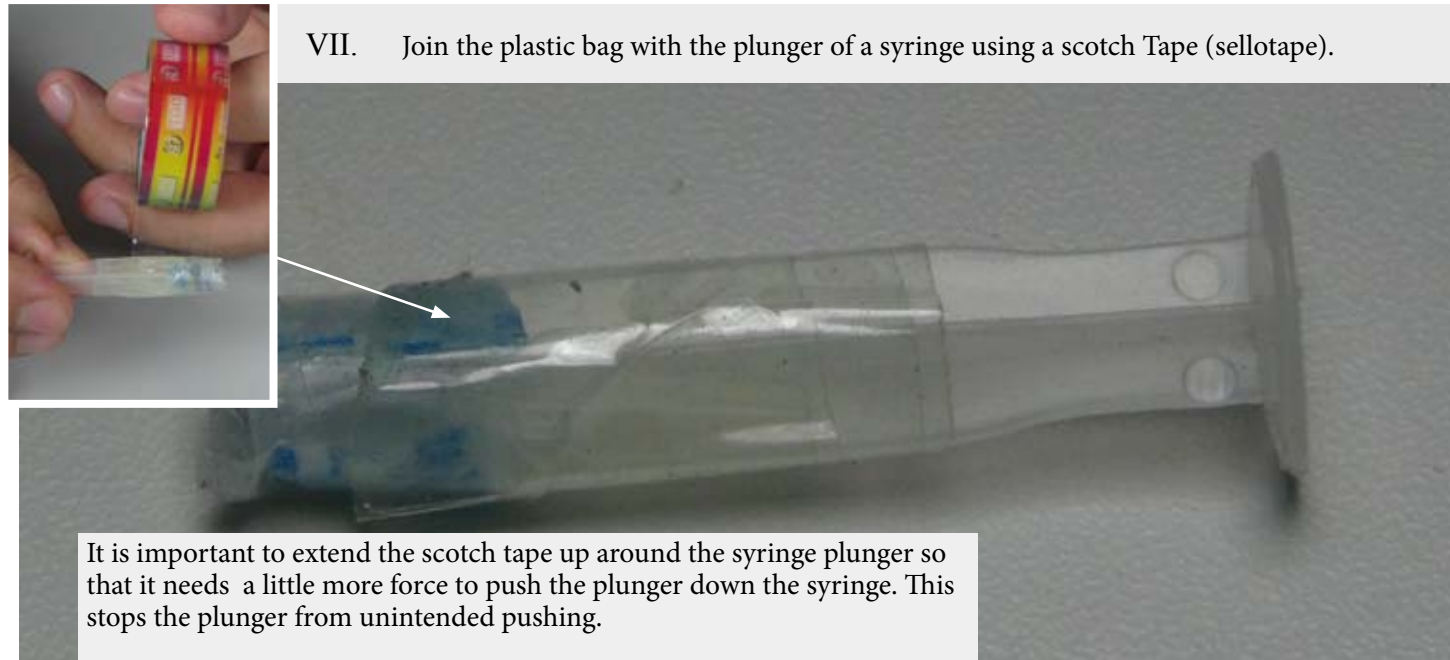 VII. Join the plastic bag with the plunger of a syringe using a scotch Tape (sellotape).
It is important to extend the scotch tape up around the syringe plunger so
that it needs a little more force to push the plunger down the syringe. This
stops the plunger from unintended pushing.